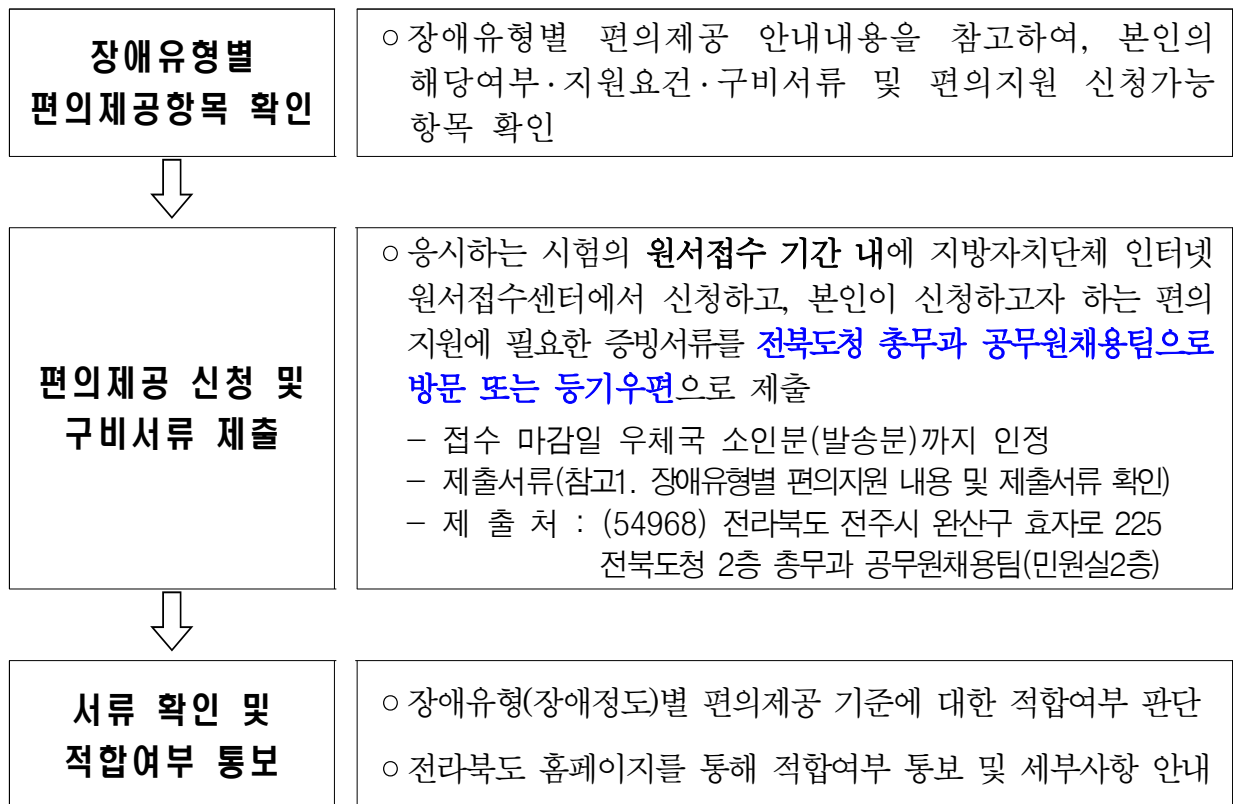 장애유형별
편의제공항목 확인
○ 장애유형별 편의제공 안내내용을 참고하여, 본인의
해당여부·지원요건·구비서류 및 편의지원 신청가능
항목 확인
편의제공 신청 및
구비서류 제출
○ 응시하는 시험의 원서접수 기간 내에 지방자치단체 인터넷
원서접수센터에서 신청하고, 본인이 신청하고자 하는 편의
지원에 필요한 증빙서류를 전북도청 총무과 공무원채용팀으로
방문 또는 등기우편으로 제출
- 접수 마감일 우체국 소인분(발송분)까지 인정
- 제출서류(참고1. 장애유형별 편의지원 내용 및 제출서류 확인)
- 제 출 처 : (54968) 전라북도 전주시 완산구 효자로 225
전북도청 2층 총무과 공무원채용팀(민원실2층)
서류 확인 및
적합여부 통보
○ 장애유형(장애정도)별 편의제공 기준에 대한 적합여부 판단
○ 전라북도 홈페이지를 통해 적합여부 통보 및 세부사항 안내